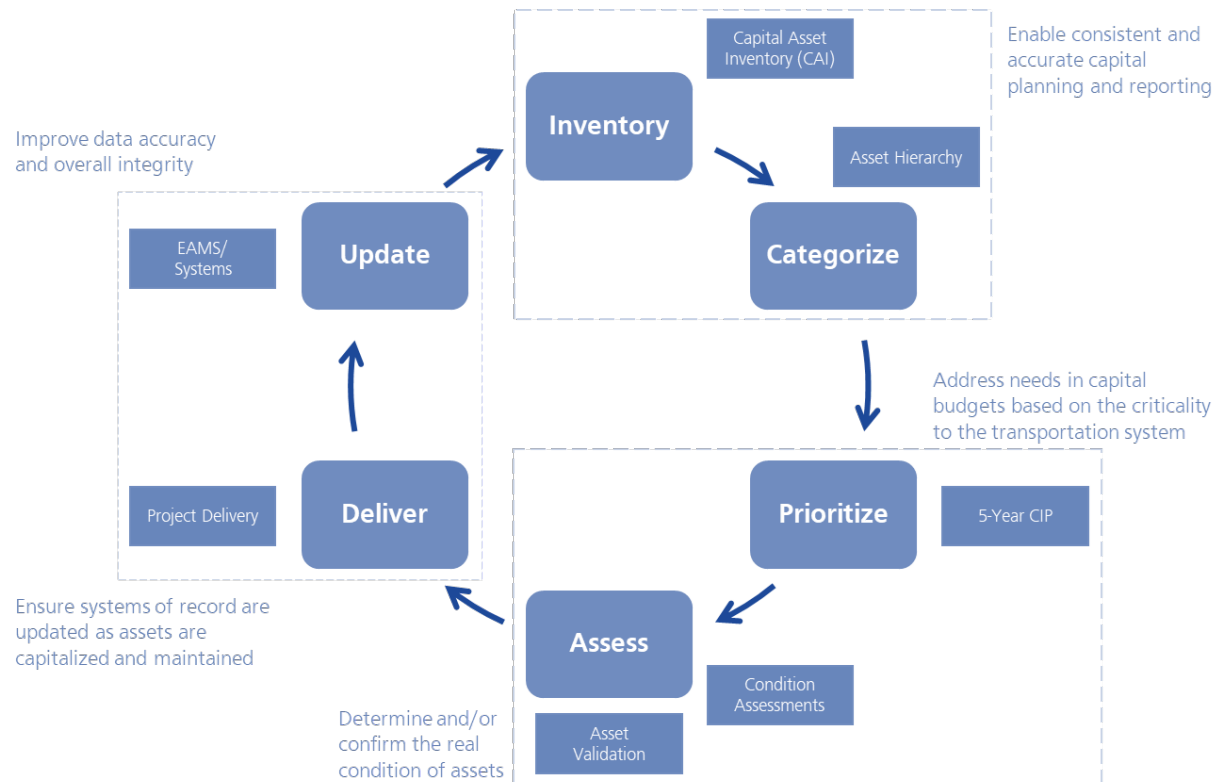 Capital Asset
Inventory (CAI)
Enable consistent and
accurate capital
planning and reporting
Inventory
Improve data accuracy
and overall integrity
Asset Hierarchy
EAMS/
Systems
Update
Categorize
Address needs in capital
budgets based on the criticality
to the transportation system
Project Delivery
Deliver
Prioritize
5-Year CIP
Ensure systems of record are
updated as assets are
capitalized and maintained
Assess
Condition
Assessments
Determine and/or
confirm the real
condition of assets
Asset
Validation